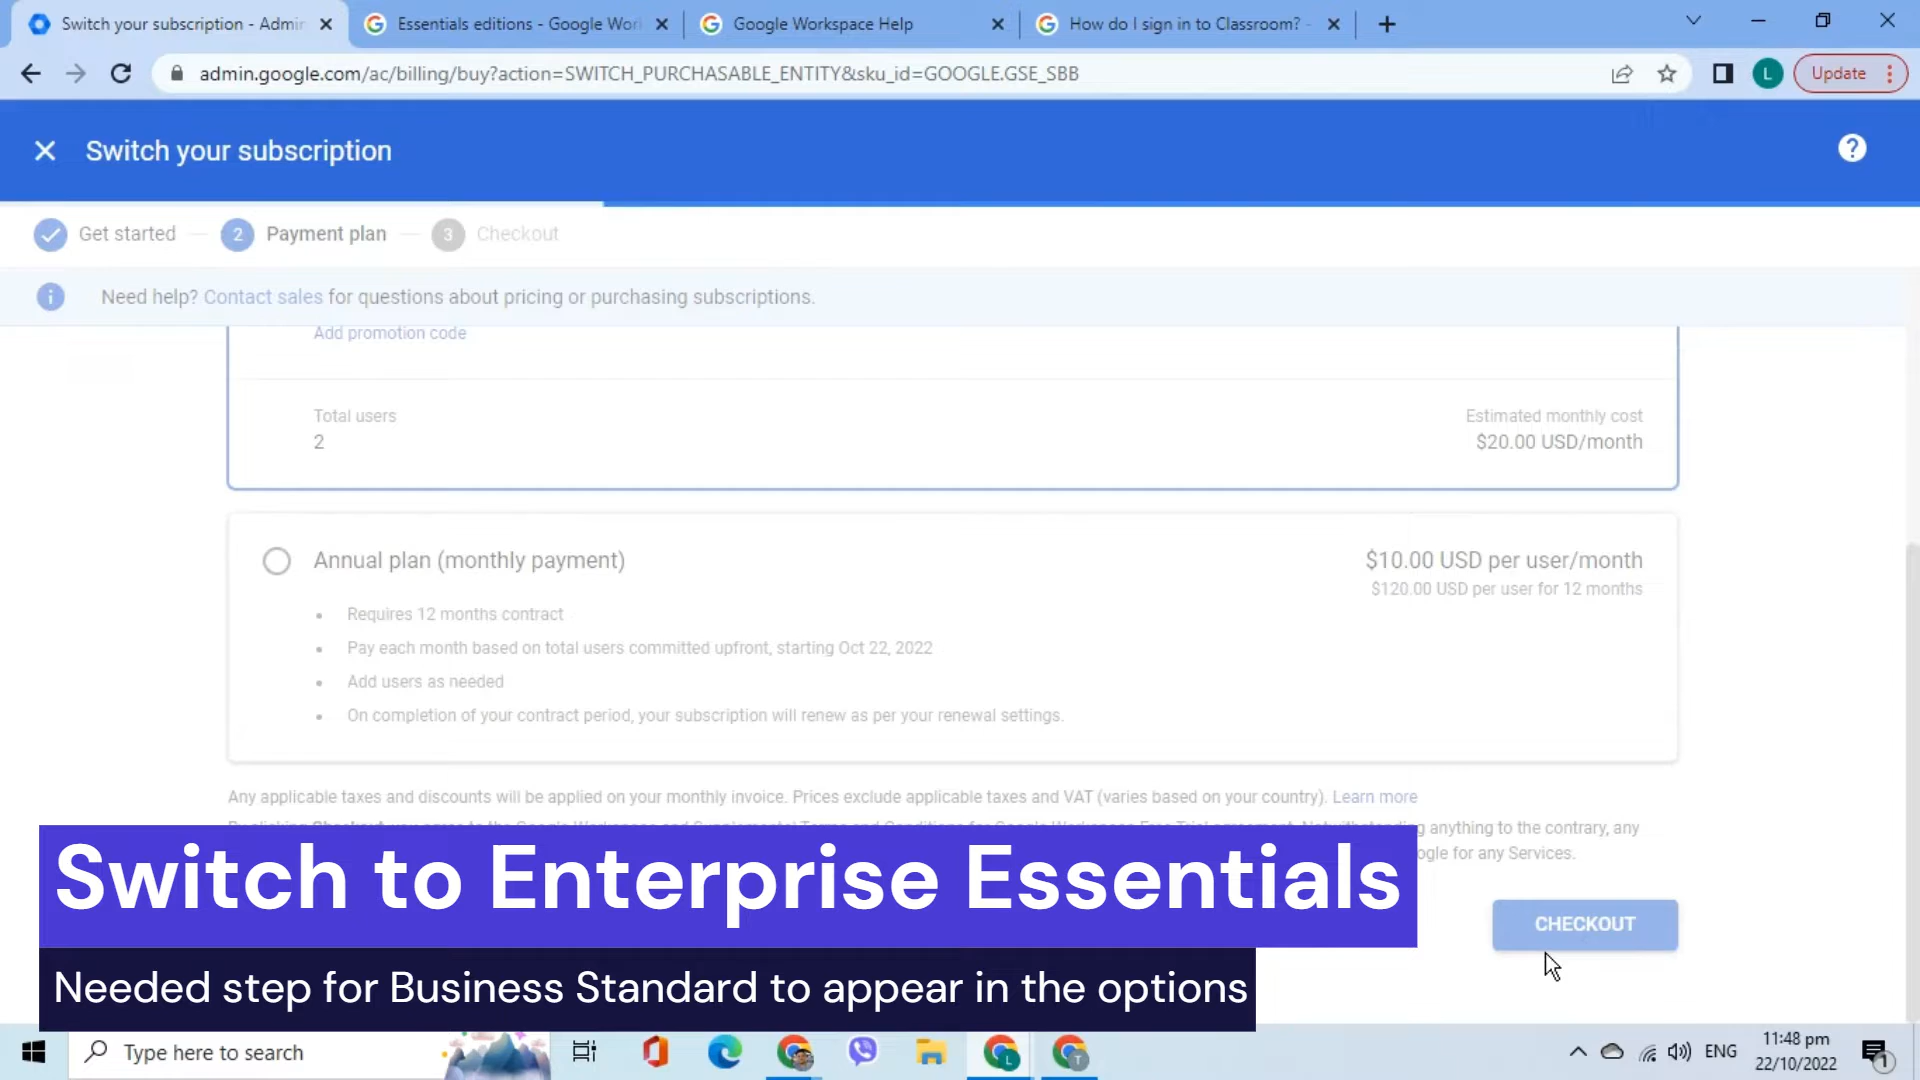 Switch your subscription - Admin
Essentials editions - Google Work
Google Workspace Help
How do I sign in to Classroom? -
admin.google.com/ac/billing/buy?action=SWITCH_PURCHASABLE_ENTITY&sku_id=GOOGLE.GSE_SBB
L
Update
Switch your subscription
Get started
2 Payment plan
3 Checkout
Need help? Contact sales for questions about pricing or purchasing subscriptions.
Add promotion code
Total users
Estimated monthly cost
2
$20.00 USD/month
Annual plan (monthly payment)
$10.00 USD per user/month
$120.00 USD per user for 12 months
Requires 12 months contract
Pay each month based on total users committed upfront, starting Oct 22, 2022
Add users as needed
On completion of your contract period, your subscription will renew as per your renewal settings.
Any applicable taxes and discounts will be applied on your monthly invoice. Prices exclude applicable taxes and VAT (varies based on your country). Learn more
anything to the contrary, any
ogle for any Services.
Switch to Enterprise Essentials
CHECKOUT
Needed step for Business Standard to appear in the options
Type here to search
ENG
11:48 pm
22/10/2022
1